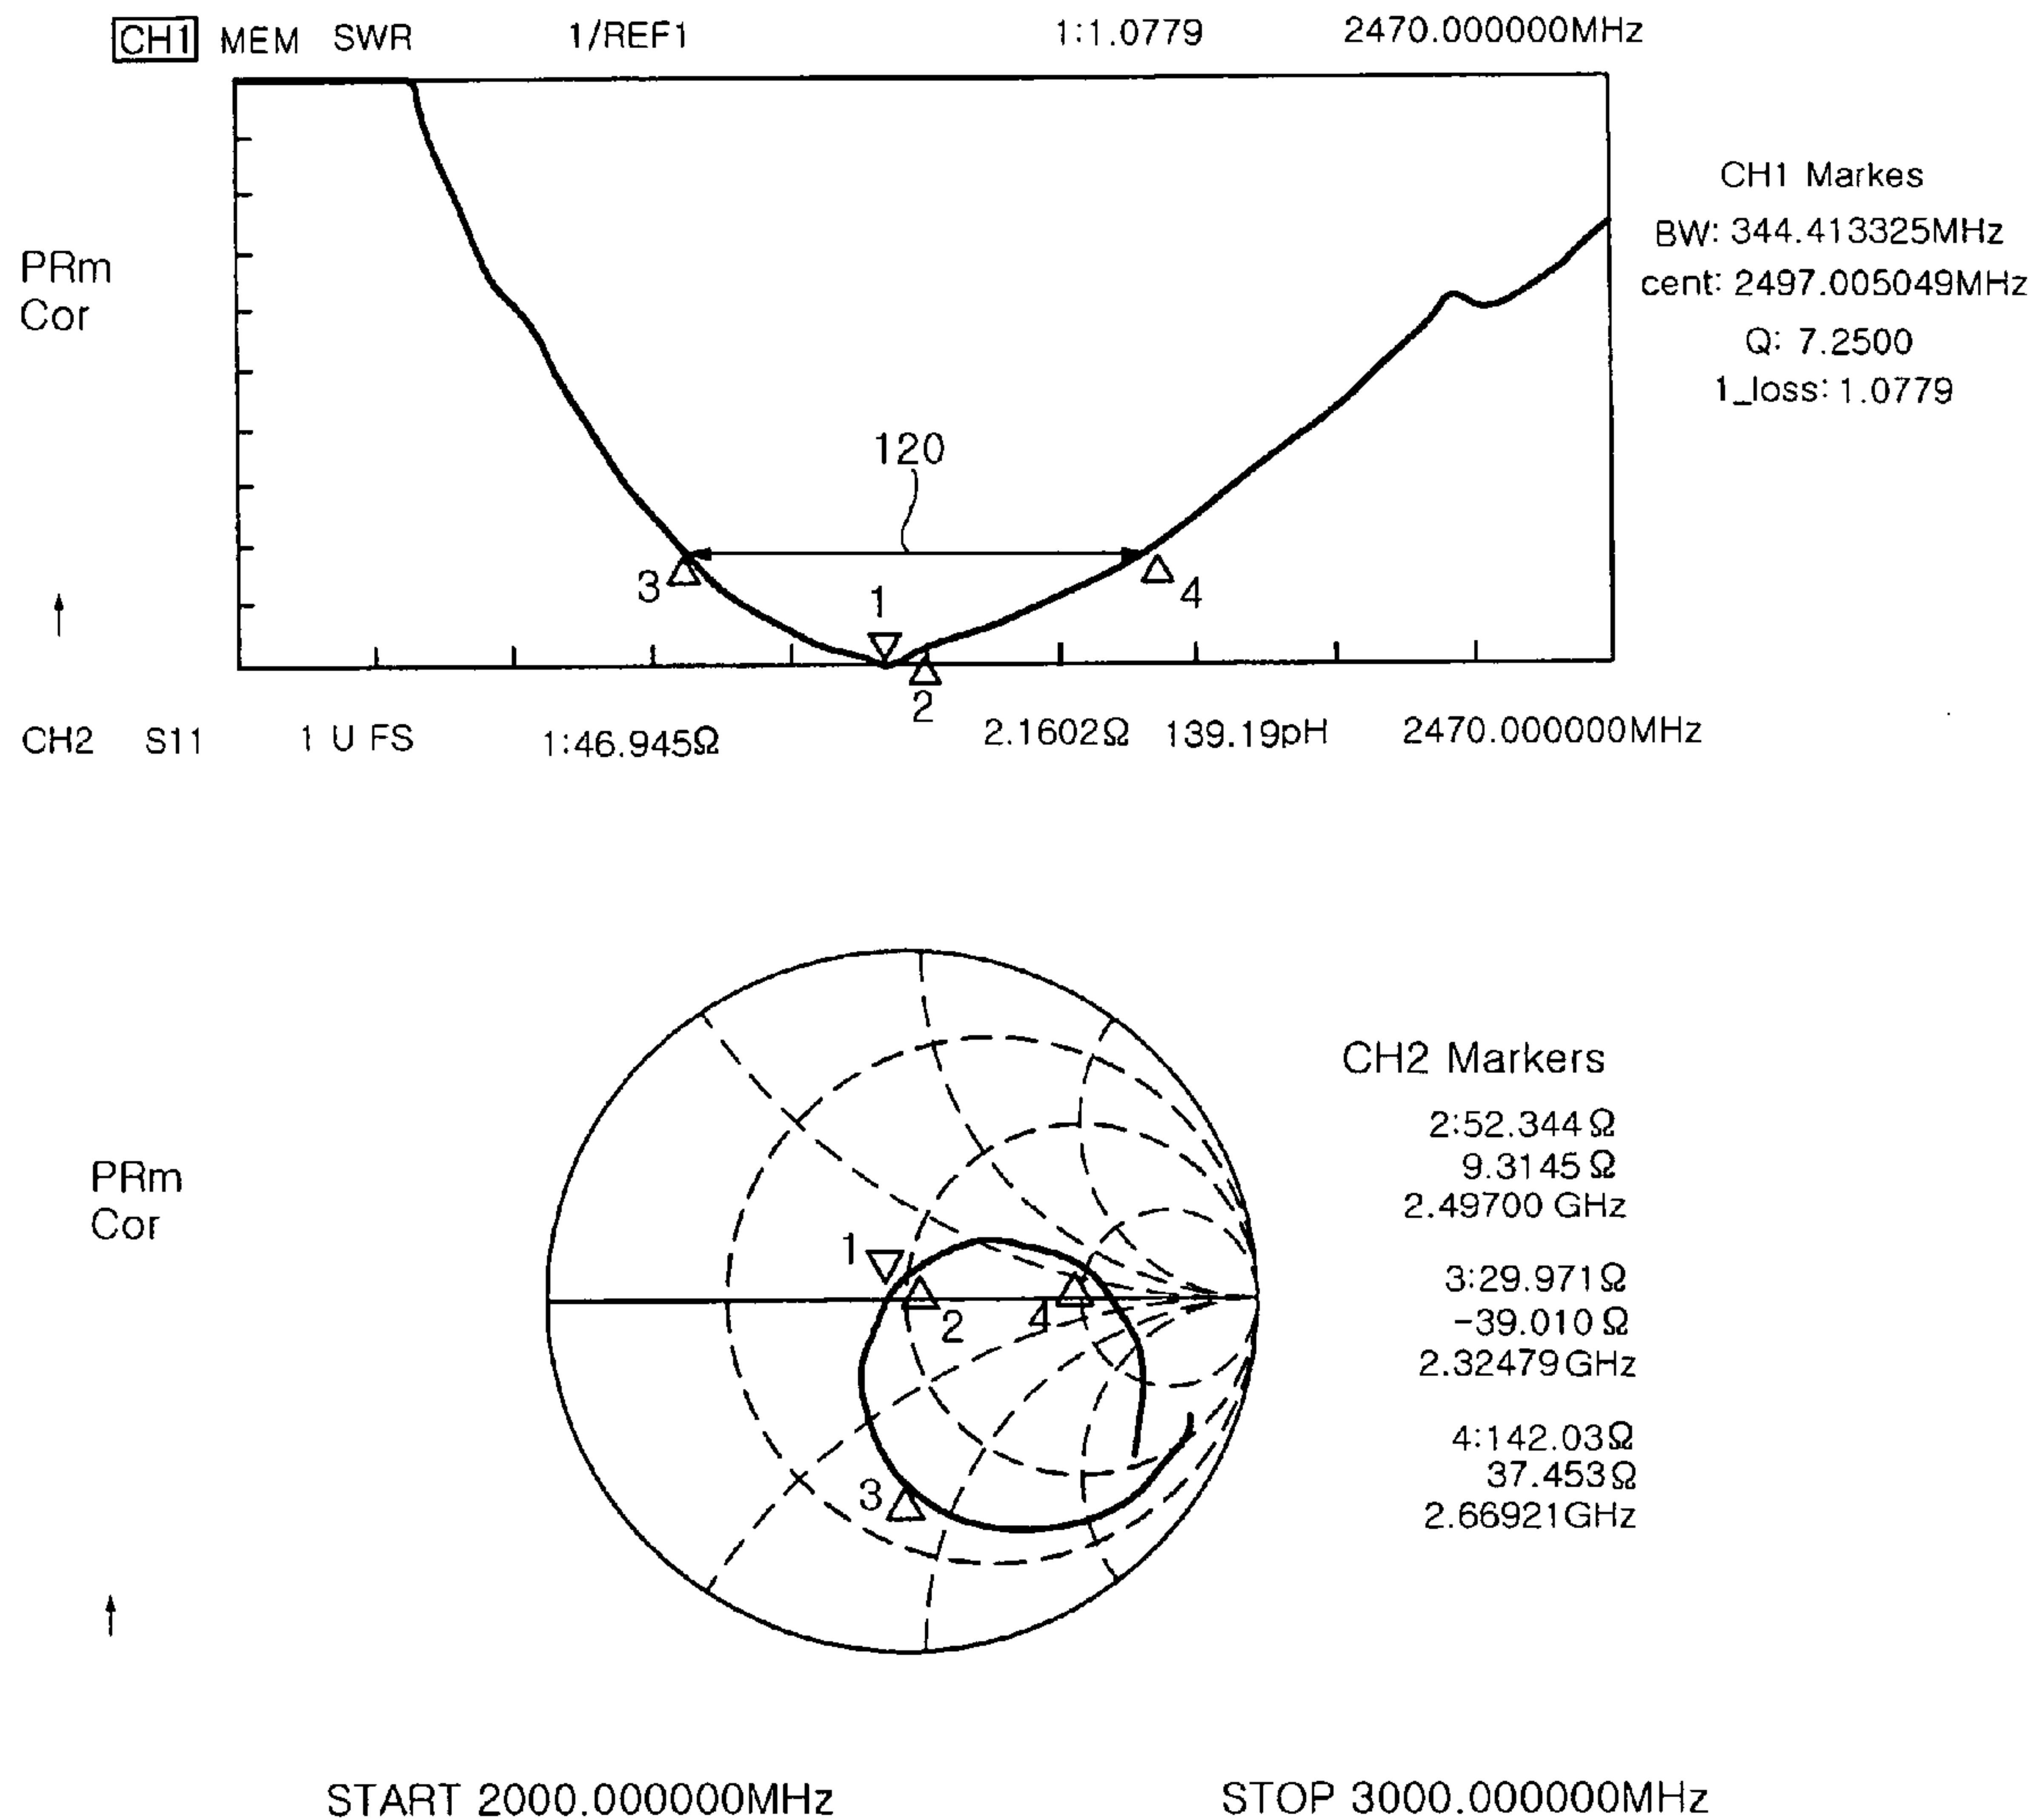 CH1 MEM SWR 1/REF1 1:1.0779 2470.000000MHz
CH1 Markes
BW: 344.413325MHz
cent: 2497.005049MHz
Q: 7.2500
1_loss: 1.0779
PRm
Cor
120
3
1
4
2
CH2 S11 1 U FS 1:46.945Ω 2.1602Ω 139.19pH 2470.000000MHz
CH2 Markers
2:52.344Ω
9.3145Ω
2.49700 GHz
3:29.971Ω
-39.010Ω
2.32479GHz
4:142.03Ω
37.453Ω
2.66921GHz
PRm
Cor
1
2
4
3
START 2000.000000MHz STOP 3000.000000MHz